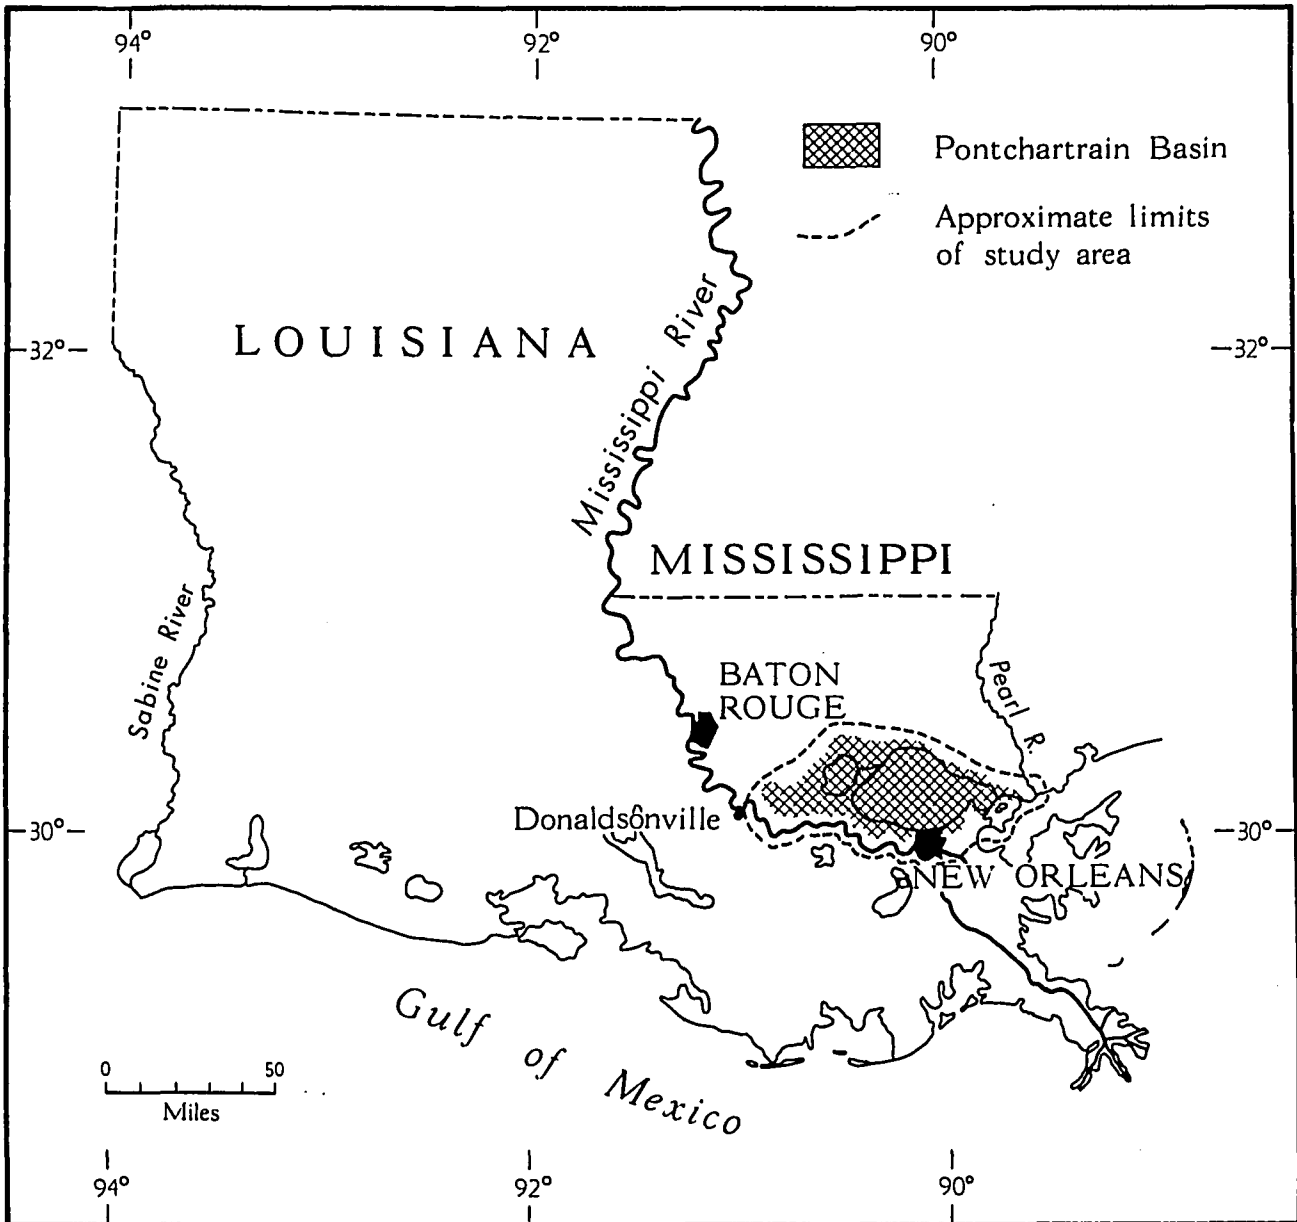 94° 92° 90°
Pontchartrain Basin
Approximate limits
of study area
Mississippi River
LOUISIANA
32° 32°
MISSISSIPPI
Sabine River
Pearl R.
BATON
ROUGE
Donaldsonville
30° 30°
NEW ORLEANS
Gulf of Mexico
0 50
Miles
94° 92° 90°